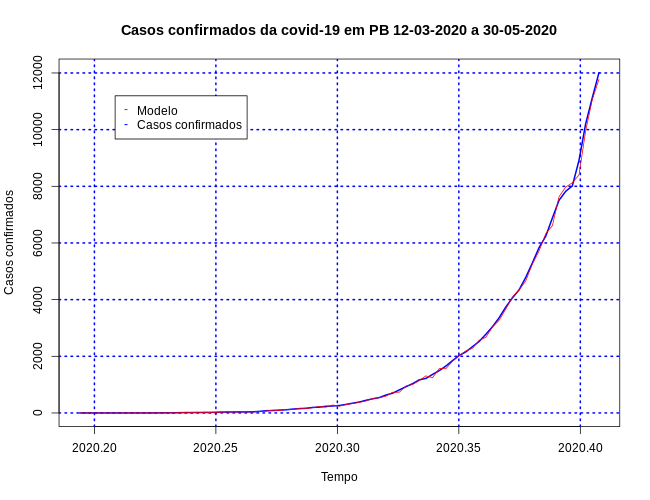 Casos confirmados da covid-19 em PB 12-03-2020 a 30-05-2020
12000
10000
8000
6000
4000
2000
0
Casos confirmados
- Modelo
- Casos confirmados
2020.20 2020.25 2020.30 2020.35 2020.40
Tempo